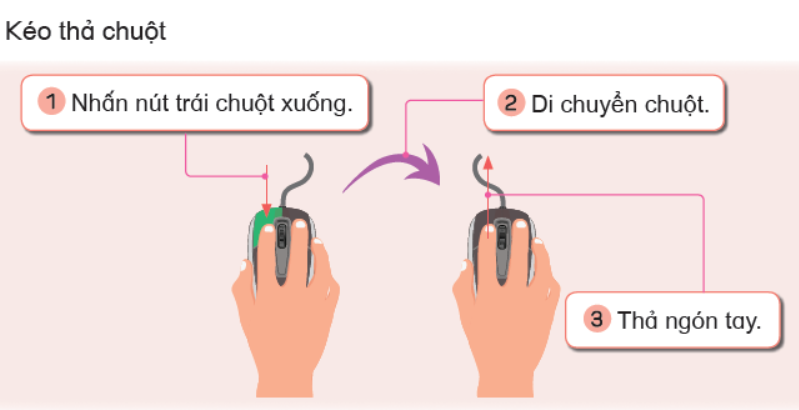 Kéo thả chuột
1 Nhấn nút trái chuột xuống.
2 Di chuyển chuột.
3 Thả ngón tay.